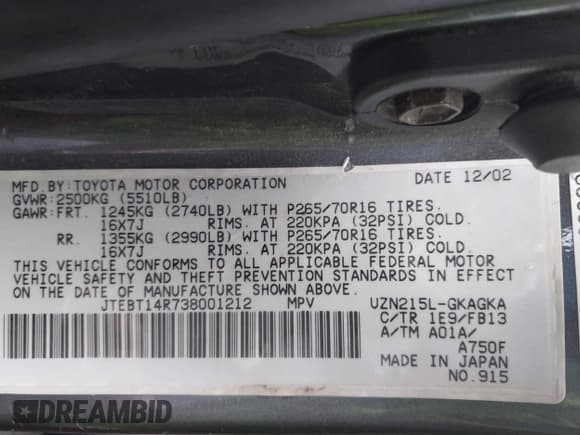 MFD.BY:TOYOTA MOTOR CORPORATION DATE 12/02
GVWR:2500KG (5510LB)
GAWR:FRT. 1245KG (2740LB) WITH P265/70R16 TIRES.
16X7J RIMS. AT 220KPA (32PSI) COLD.
RR. 1355KG (2990LB) WITH P265/70R16 TIRES.
16X7J RIMS. AT 220KPA (32PSI) COLD.
THIS VEHICLE CONFORMS TO ALL APPLICABLE FEDERAL MOTOR
VEHICLE SAFETY AND THEFT PREVENTION STANDARDS IN EFFECT
ON THE DATE OF MANUFACTURE SHOWN ABOVE.
JTEBT14R738001212 MPV UZN215L-GKAGKA
C/TR 1E9/FB13
A/TM A01A/
A750F
MADE IN JAPAN
NO.915
DREAMBID